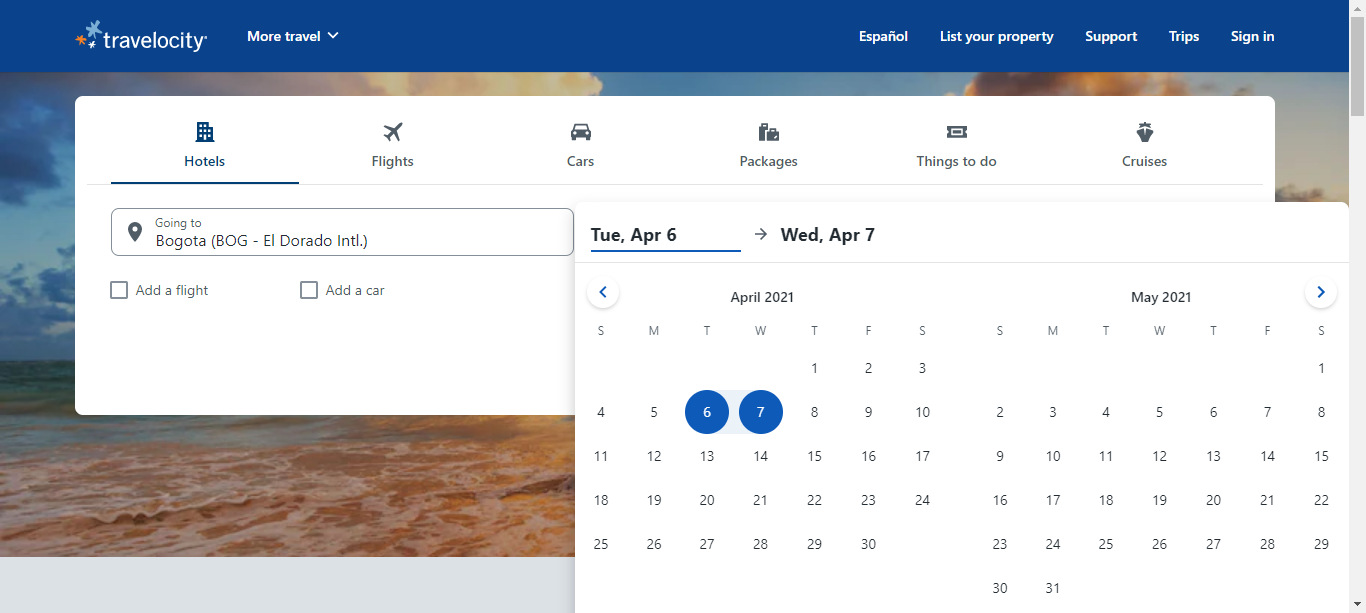 travelocity
More travel
Español
List your property
Support
Trips
Sign in
Hotels
Flights
Cars
Packages
Things to do
Cruises
Going to
Bogota (BOG - El Dorado Intl.)
Add a flight
Add a car
Tue, Apr 6
Wed, Apr 7
April 2021
S M T W T F S
1 2 3
4 5 6 7 8 9 10
11 12 13 14 15 16 17
18 19 20 21 22 23 24
25 26 27 28 29 30
May 2021
S M T W T F S
1
2 3 4 5 6 7 8
9 10 11 12 13 14 15
16 17 18 19 20 21 22
23 24 25 26 27 28 29
30 31